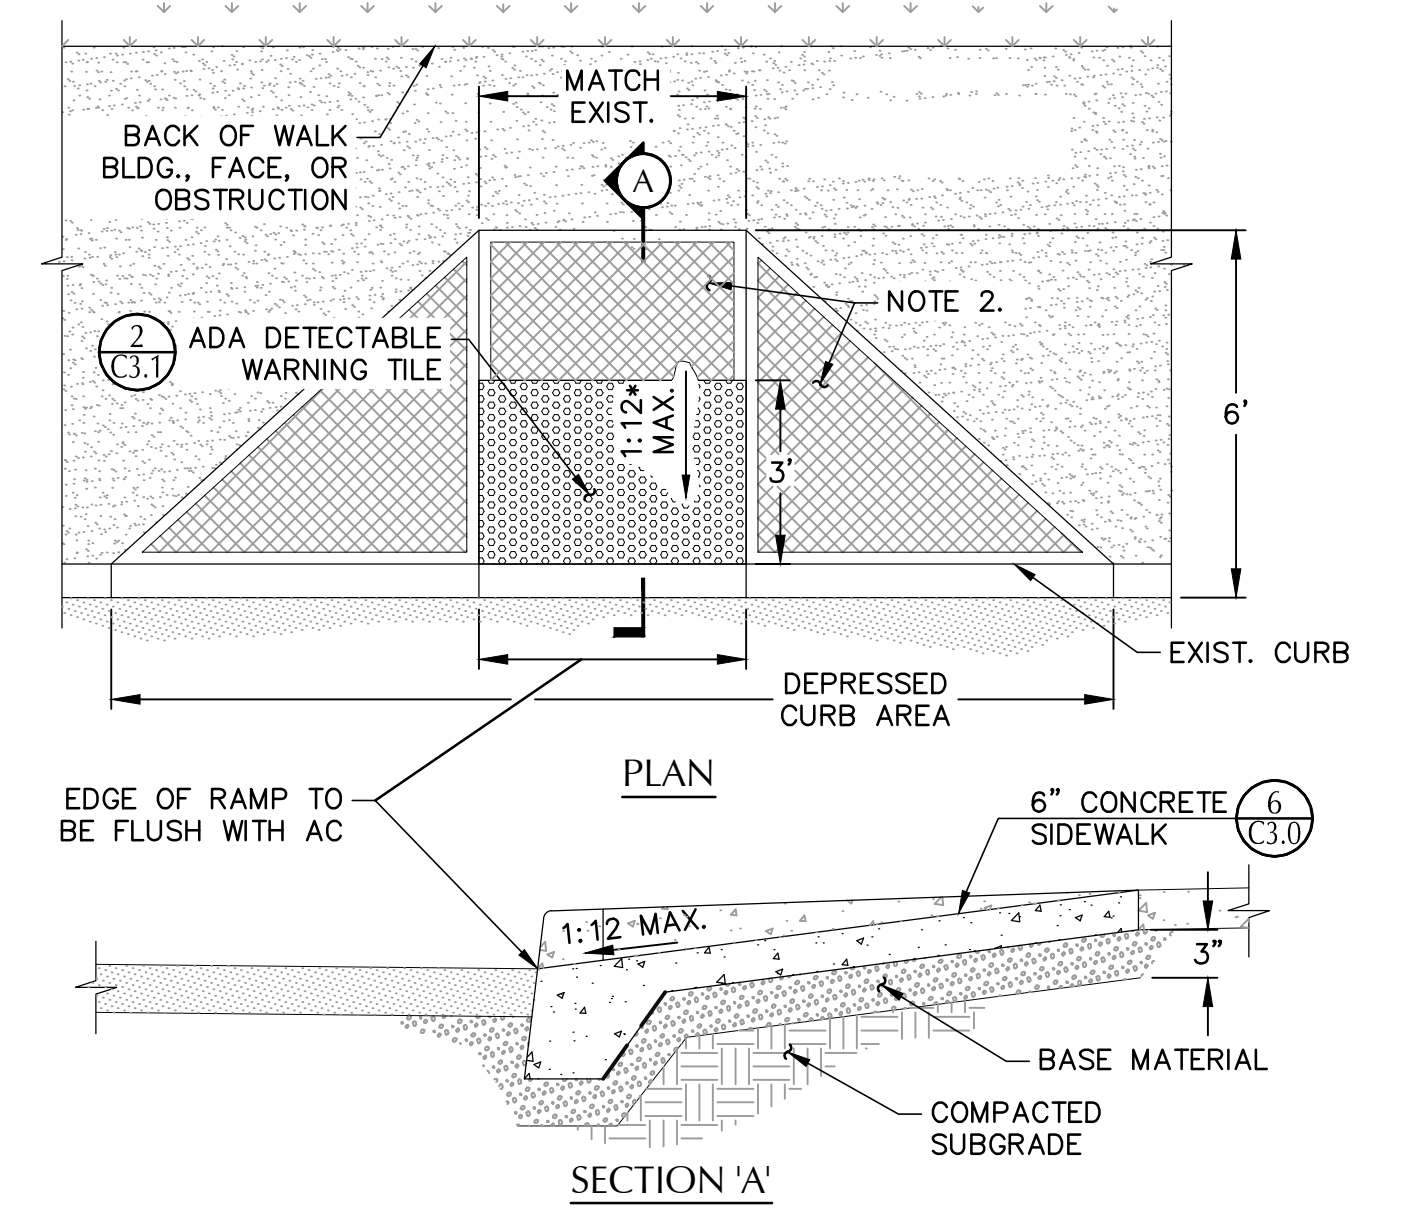 MATCH
EXIST.
BACK OF WALK
BLDG., FACE, OR
OBSTRUCTION
A
NOTE 2.
2
C3.1
ADA DETECTABLE
WARNING TILE
1:12*
MAX.
3'
6'
EXIST. CURB
DEPRESSED
CURB AREA
PLAN
EDGE OF RAMP TO
BE FLUSH WITH AC
6" CONCRETE
SIDEWALK
6
C3.0
1:12 MAX.
3"
BASE MATERIAL
COMPACTED
SUBGRADE
SECTION 'A'